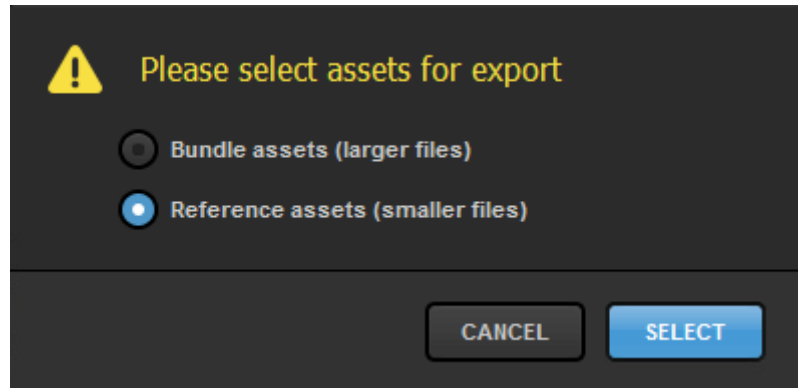 Please select assets for export
Bundle assets (larger files)
Reference assets (smaller files)
CANCEL SELECT